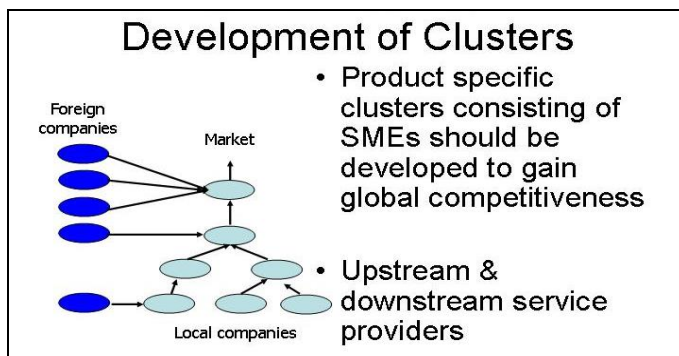 Development of Clusters
Foreign
companies
Market
Local companies
• Product specific
clusters consisting of
SMEs should be
developed to gain
global competitiveness
• Upstream &
downstream service
providers